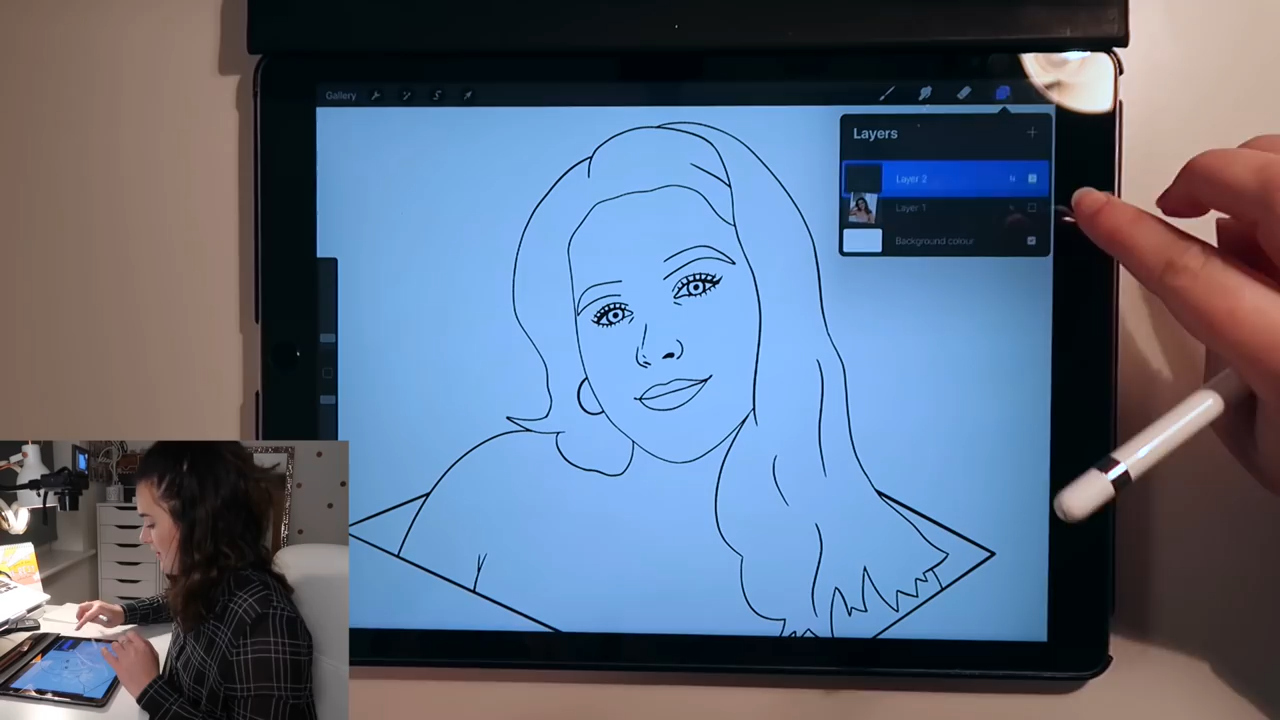 Gallery
Layers
Layer 2
N
Layer 1
Background colour